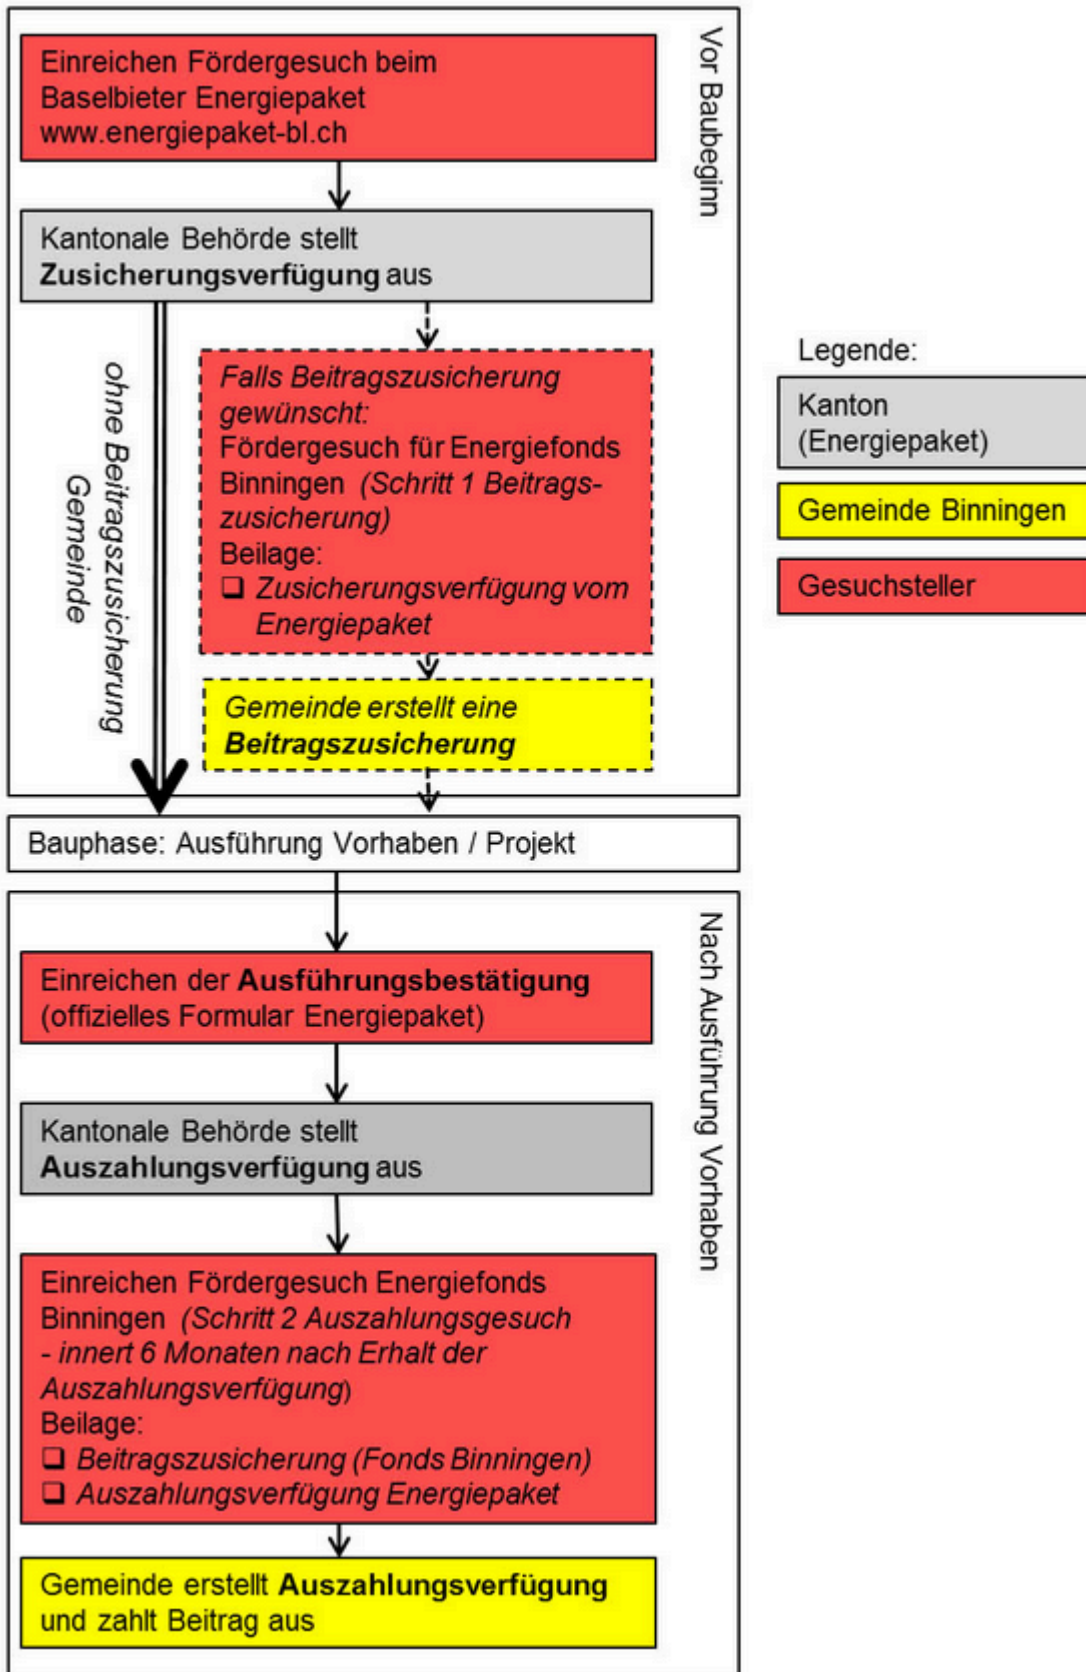 Einreichen Fördergesuch beim
Baselbieter Energiepaket
www.energiepaket-bl.ch
Vor Baubeginn
Kantonale Behörde stellt
Zusicherungsverfügung aus
ohne Beitragszusicherung
Gemeinde
Falls Beitragszusicherung
gewünscht:
Fördergesuch für Energiefonds
Binningen (Schritt 1 Beitrags-
zusicherung)
Beilage:
❑ Zusicherungsverfügung vom
Energiepaket
Gemeinde erstellt eine
Beitragszusicherung
Legende:
Kanton
(Energiepaket)
Gemeinde Binningen
Gesuchsteller
Bauphase: Ausführung Vorhaben / Projekt
Nach Ausführung Vorhaben
Einreichen der Ausführungsbestätigung
(offizielles Formular Energiepaket)
Kantonale Behörde stellt
Auszahlungsverfügung aus
Einreichen Fördergesuch Energiefonds
Binningen (Schritt 2 Auszahlungsgesuch
- innert 6 Monaten nach Erhalt der
Auszahlungsverfügung)
Beilage:
❑ Beitragszusicherung (Fonds Binningen)
❑ Auszahlungsverfügung Energiepaket
Gemeinde erstellt Auszahlungsverfügung
und zahlt Beitrag aus